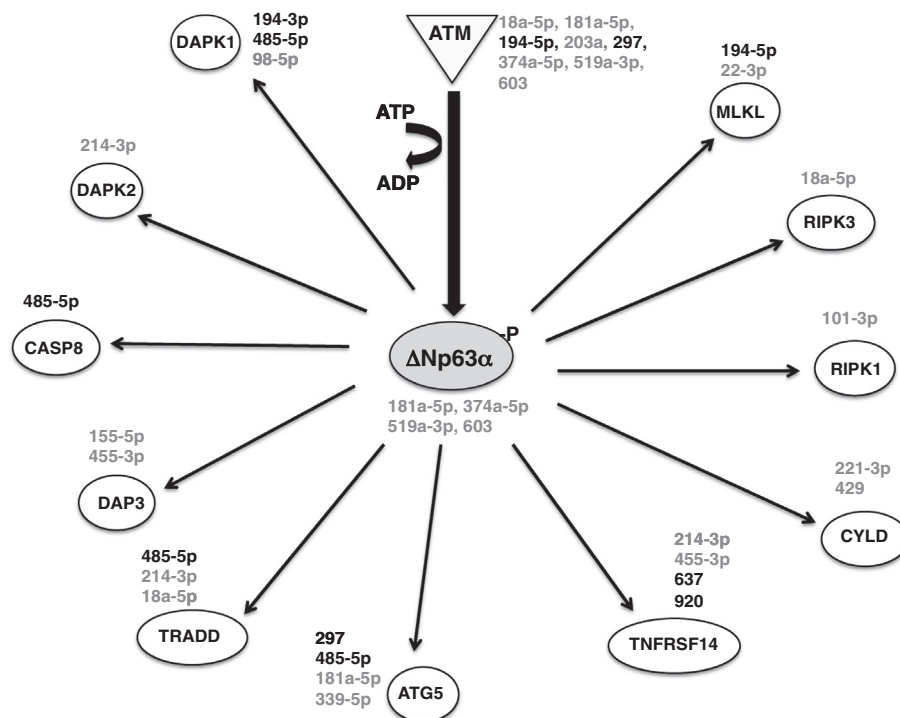 194-3p
485-5p
98-5p
DAPK1
ATM
18a-5p, 181a-5p,
194-5p, 203a, 297,
374a-5p, 519a-3p,
603
194-5p
22-3p
MLKL
ATP
ADP
214-3p
DAPK2
18a-5p
RIPK3
485-5p
CASP8
-P
ΔNp63α
181a-5p, 374a-5p
519a-3p, 603
101-3p
RIPK1
155-5p
455-3p
DAP3
221-3p
429
CYLD
485-5p
214-3p
18a-5p
TRADD
297
485-5p
181a-5p
339-5p
ATG5
214-3p
455-3p
637
920
TNFRSF14